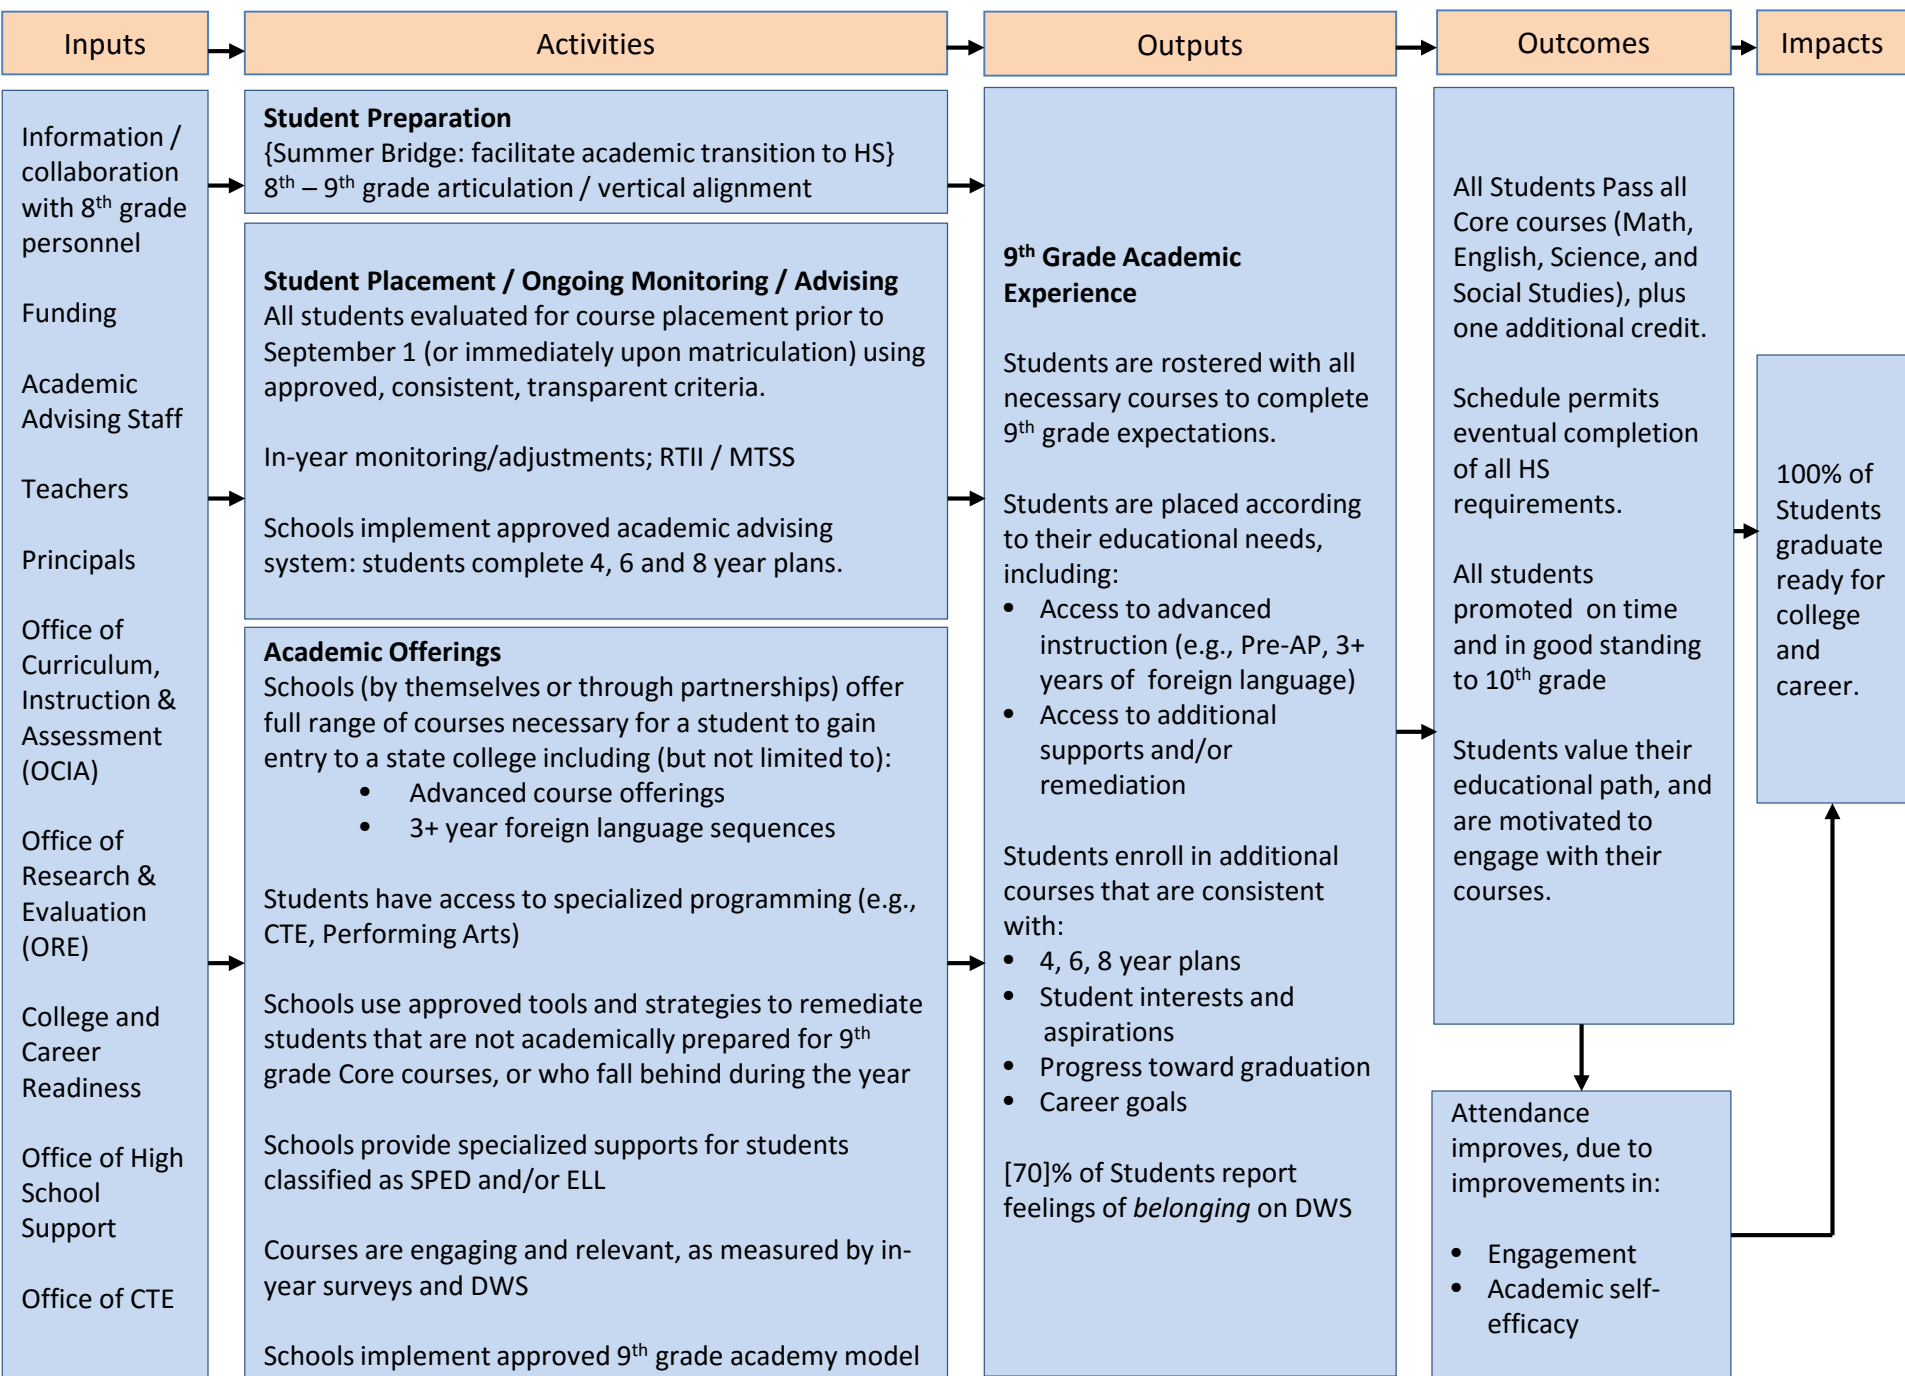 Inputs
Activities
Outputs
Outcomes
Impacts
Information /
collaboration
with 8th grade
personnel
Funding
Academic
Advising Staff
Teachers
Principals
Office of
Curriculum,
Instruction &
Assessment
(OCIA)
Office of
Research &
Evaluation
(ORE)
College and
Career
Readiness
Office of High
School
Support
Office of CTE
Student Preparation
{Summer Bridge: facilitate academic transition to HS}
8th – 9th grade articulation / vertical alignment
Student Placement / Ongoing Monitoring / Advising
All students evaluated for course placement prior to
September 1 (or immediately upon matriculation) using
approved, consistent, transparent criteria.
In-year monitoring/adjustments; RTII / MTSS
Schools implement approved academic advising
system: students complete 4, 6 and 8 year plans.
Academic Offerings
Schools (by themselves or through partnerships) offer
full range of courses necessary for a student to gain
entry to a state college including (but not limited to):
• Advanced course offerings
• 3+ year foreign language sequences
Students have access to specialized programming (e.g.,
CTE, Performing Arts)
Schools use approved tools and strategies to remediate
students that are not academically prepared for 9th
grade Core courses, or who fall behind during the year
Schools provide specialized supports for students
classified as SPED and/or ELL
Courses are engaging and relevant, as measured by in-
year surveys and DWS
Schools implement approved 9th grade academy model
9th Grade Academic
Experience
Students are rostered with all
necessary courses to complete
9th grade expectations.
Students are placed according
to their educational needs,
including:
• Access to advanced
instruction (e.g., Pre-AP, 3+
years of foreign language)
• Access to additional
supports and/or
remediation
Students enroll in additional
courses that are consistent
with:
• 4, 6, 8 year plans
• Student interests and
aspirations
• Progress toward graduation
• Career goals
[70]% of Students report
feelings of belonging on DWS
All Students Pass all
Core courses (Math,
English, Science, and
Social Studies), plus
one additional credit.
Schedule permits
eventual completion
of all HS
requirements.
All students
promoted on time
and in good standing
to 10th grade
Students value their
educational path, and
are motivated to
engage with their
courses.
Attendance
improves, due to
improvements in:
• Engagement
• Academic self-
efficacy
100% of
Students
graduate
ready for
college
and
career.